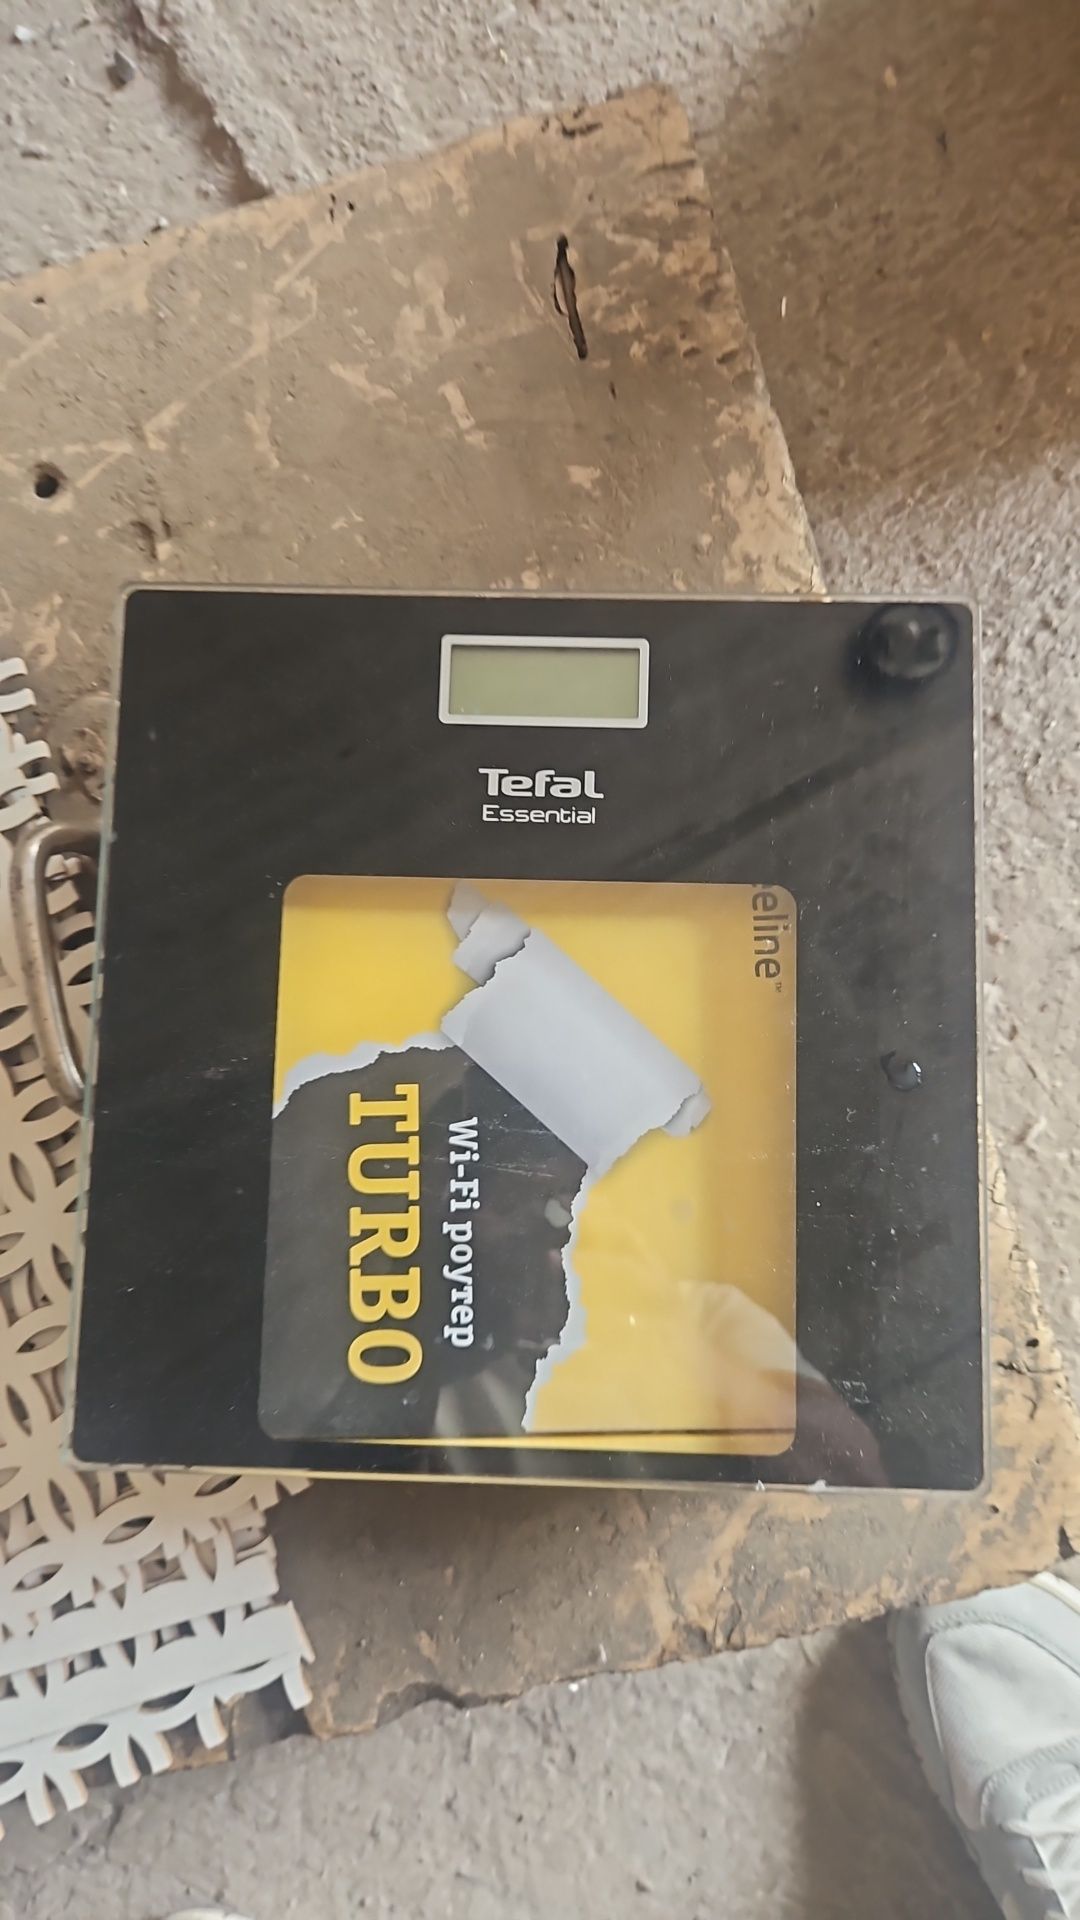 Tefal
Essential
eline™
Wi-Fi роутер
TURBO